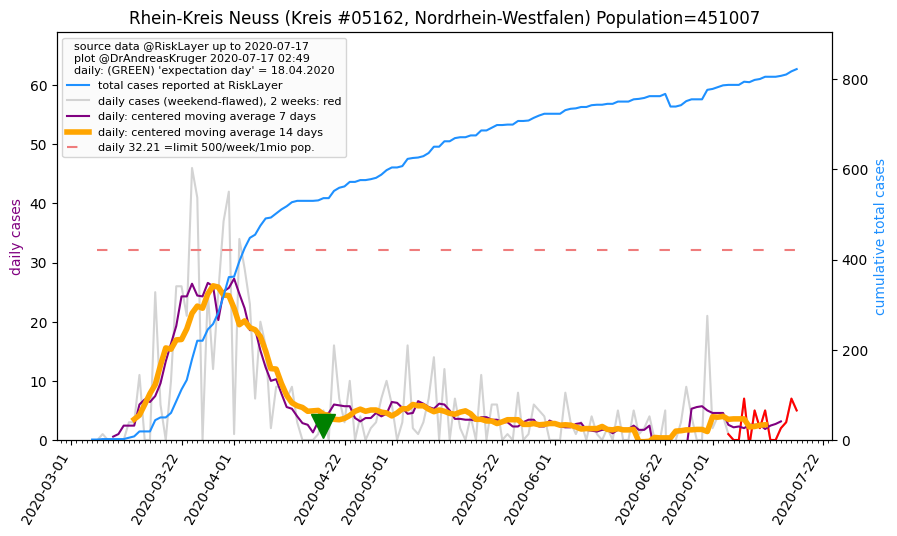 Rhein-Kreis Neuss (Kreis #05162, Nordrhein-Westfalen) Population=451007
source data @RiskLayer up to 2020-07-17
plot @DrAndreasKruger 2020-07-17 02:49
daily: (GREEN) 'expectation day' = 18.04.2020
total cases reported at RiskLayer
daily cases (weekend-flawed), 2 weeks: red
daily: centered moving average 7 days
daily: centered moving average 14 days
daily 32.21 =limit 500/week/1mio pop.
daily cases
60
50
40
30
20
10
0
cumulative total cases
800
600
400
200
0
2020-03-01
2020-03-22
2020-04-01
2020-04-22
2020-05-01
2020-05-22
2020-06-01
2020-06-22
2020-07-01
2020-07-22